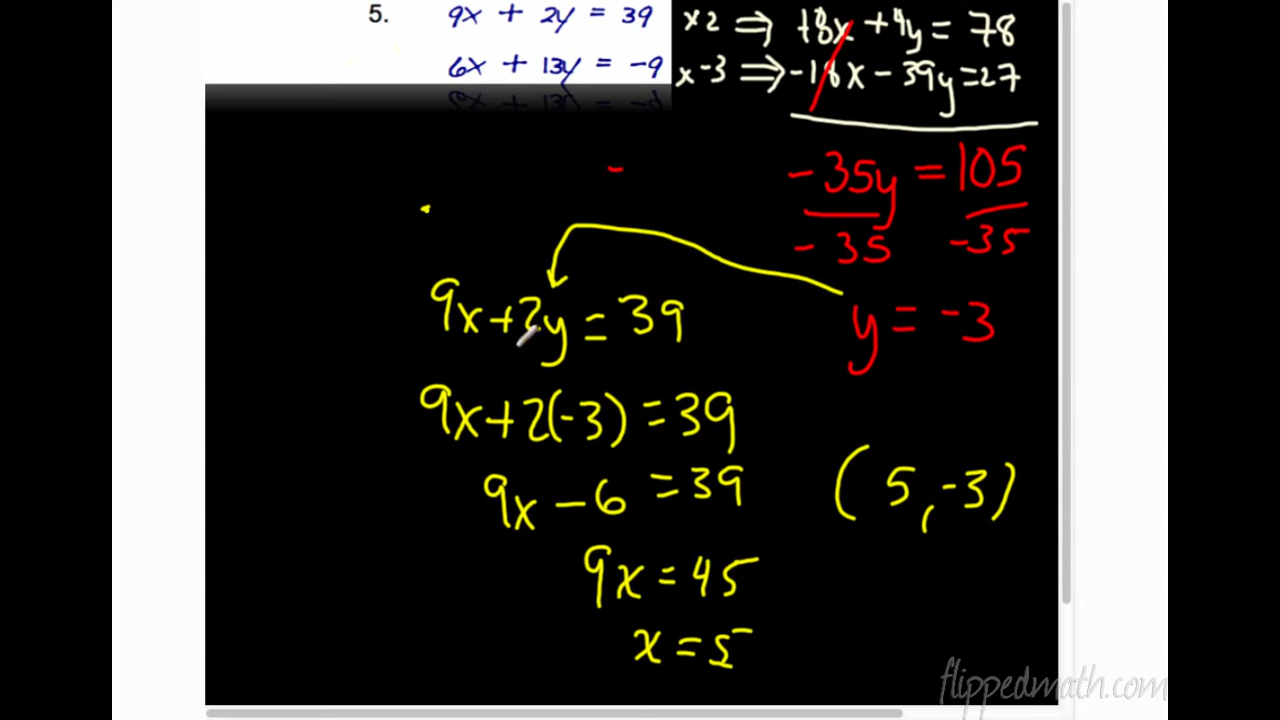 5. 9x + 2y = 39 x2 ⇒ 18x + 4y = 78
6x + 13y = -9 x-3 ⇒ -18x - 39y = 27
-35y = 105
-35 -35
y = -3
9x + 2y = 39
9x + 2(-3) = 39
9x - 6 = 39
(5, -3)
9x = 45
x = 5
flippedmath.com